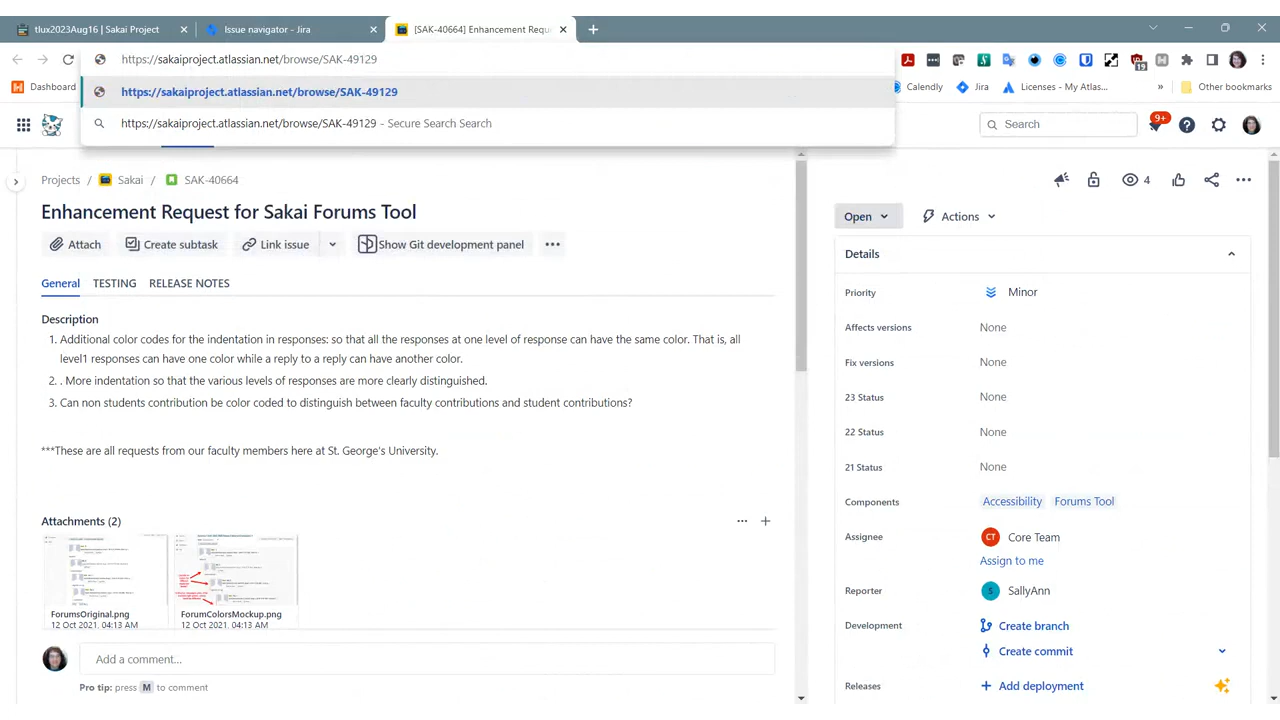 tlux2023Aug16 | Sakai Project
Issue navigator - Jira
[SAK-40664] Enhancement Requ
https://sakaiproject.atlassian.net/browse/SAK-49129
19
Dashboard
https://sakaiproject.atlassian.net/browse/SAK-49129
Calendly
Jira
Licenses - My Atlas...
»
Other bookmarks
https://sakaiproject.atlassian.net/browse/SAK-49129 - Secure Search Search
Search
9+
Projects / Sakai / SAK-40664
4
Enhancement Request for Sakai Forums Tool
Open
Actions
Attach
Create subtask
Link issue
Show Git development panel
Details
General
TESTING
RELEASE NOTES
Priority
Minor
Description
Affects versions
None
1. Additional color codes for the indentation in responses: so that all the responses at one level of response can have the same color. That is, all
level1 responses can have one color while a reply to a reply can have another color.
Fix versions
None
2. . More indentation so that the various levels of responses are more clearly distinguished.
23 Status
None
3. Can non students contribution be color coded to distinguish between faculty contributions and student contributions?
22 Status
None
***These are all requests from our faculty members here at St. George's University.
21 Status
None
Components
Accessibility
Forums Tool
Attachments (2)
Assignee
CT
Core Team
Assign to me
Reporter
S
SallyAnn
ForumsOriginal.png
12 Oct 2021, 04:13 AM
ForumColorsMockup.png
12 Oct 2021, 04:13 AM
Development
Create branch
Create commit
Add a comment...
Pro tip: press M to comment
Releases
Add deployment